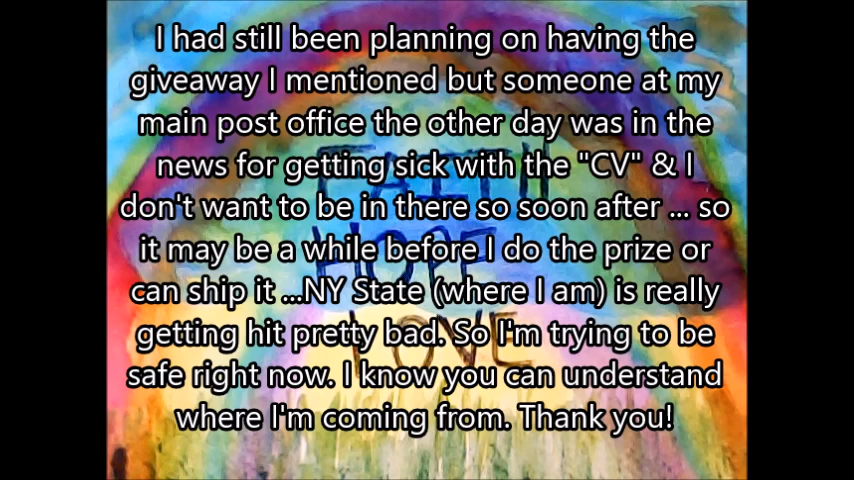 I had still been planning on having the
giveaway I mentioned but someone at my
main post office the other day was in the
news for getting sick with the "CV" & I
don't want to be in there so soon after ... so
it may be a while before I do the prize or
can ship it ...NY State (where I am) is really
getting hit pretty bad. So I'm trying to be
safe right now. I know you can understand
where I'm coming from. Thank you!
FAITH
HOPE
LOVE